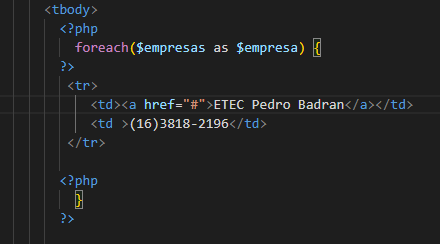 <tbody>
<?php
foreach($empresas as $empresa) {
?>
<tr>
<td><a href="#">ETEC Pedro Badran</a></td>
<td >(16)3818-2196</td>
</tr>
<?php
}
?>